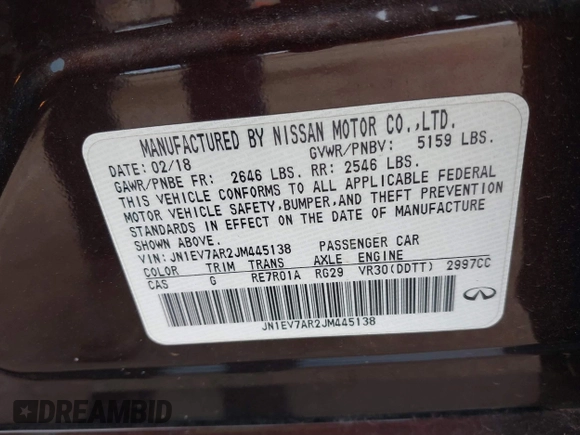 MANUFACTURED BY NISSAN MOTOR CO.,LTD.
DATE: 02/18 GVWR/PNBV: 5159 LBS.
GAWR/PNBE FR: 2646 LBS. RR: 2546 LBS.
THIS VEHICLE CONFORMS TO ALL APPLICABLE FEDERAL
MOTOR VEHICLE SAFETY,BUMPER,AND THEFT PREVENTION
STANDARDS IN EFFECT ON THE DATE OF MANUFACTURE
SHOWN ABOVE.
VIN: JN1EV7AR2JM445138 PASSENGER CAR
COLOR TRIM TRANS AXLE ENGINE
CAS G RE7R01A RG29 VR30(DDTT) 2997CC
JN1EV7AR2JM445138
DREAMBID